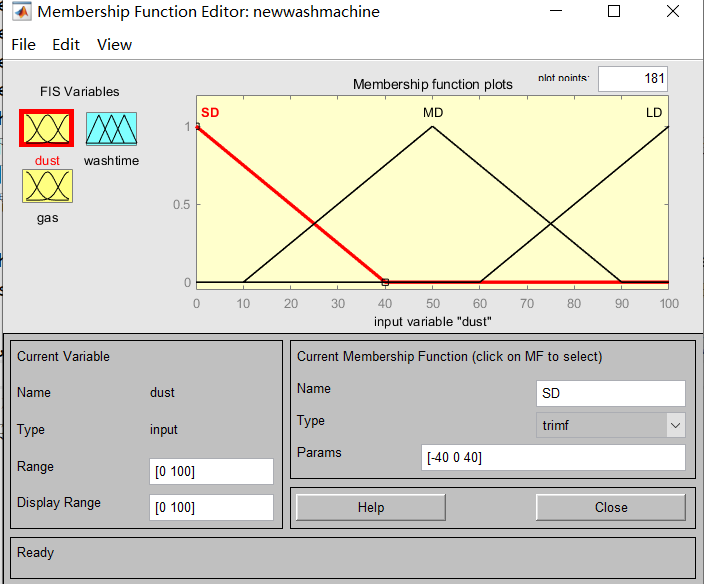 Membership Function Editor: newwashmachine
File Edit View
FIS Variables
dust
washtime
gas
Membership function plots
plot points:
181
SD
MD
LD
1
0.5
0
0 10 20 30 40 50 60 70 80 90 100
input variable "dust"
Current Variable
Name dust
Type input
Range [0 100]
Display Range [0 100]
Current Membership Function (click on MF to select)
Name SD
Type trimf
Params [-40 0 40]
Help
Close
Ready